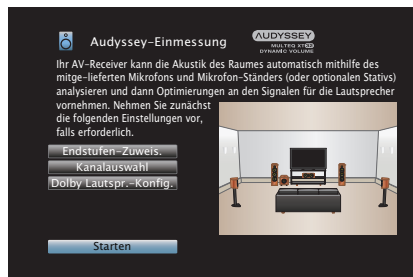 Audyssey-Einmessung
AUDYSSEY
MULTEQ XT32
DYNAMIC VOLUME
Ihr AV-Receiver kann die Akustik des Raumes automatisch mithilfe des
mitge-lieferten Mikrofons und Mikrofon-Ständers (oder optionalen Stativs)
analysieren und dann Optimierungen an den Signalen für die Lautsprecher
vornehmen. Nehmen Sie zunächst
die folgenden Einstellungen vor,
falls erforderlich.
Endstufen-Zuweis.
Kanalauswahl
Dolby Lautspr.-Konfig.
Starten